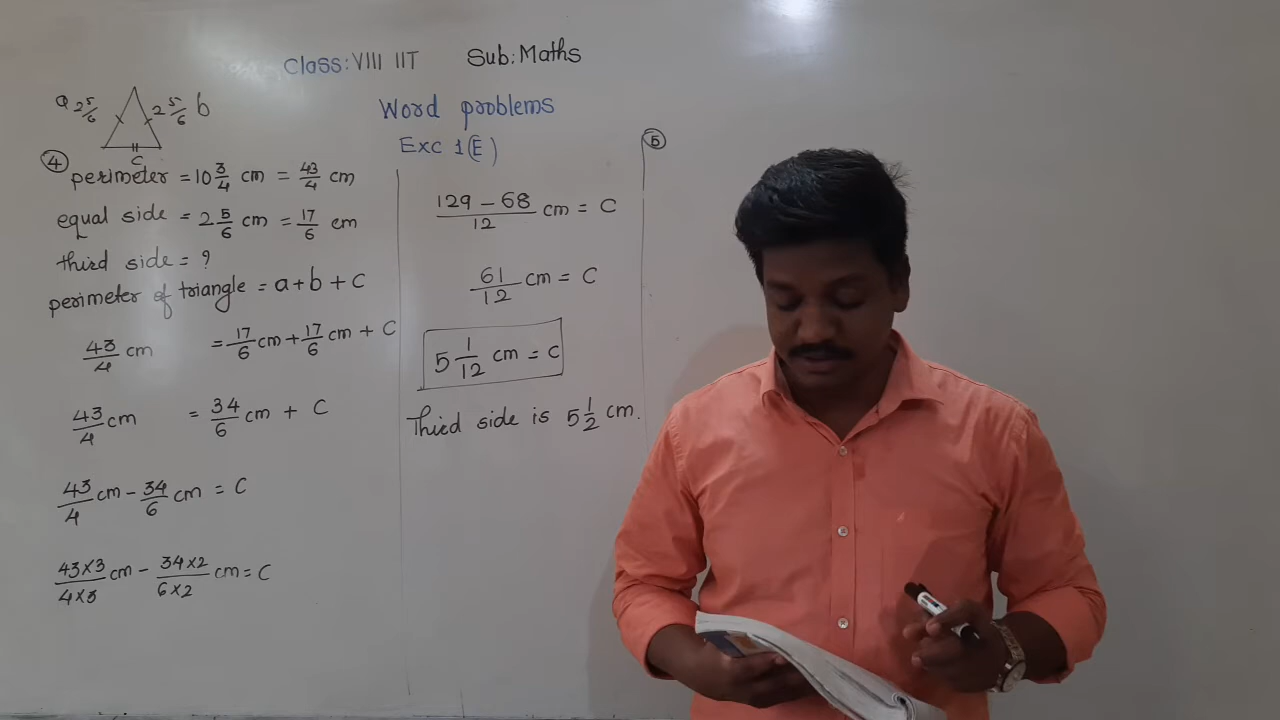 Class: VIII IIT Sub: Maths
Word problems
Exc 1(E)
a 2 5/6 2 5/6 b
c
④ perimeter = 10 3/4 cm = 43/4 cm
equal side = 2 5/6 cm = 17/6 cm
third side = ?
perimeter of triangle = a + b + c
43/4 cm = 17/6 cm + 17/6 cm + c
43/4 cm = 34/6 cm + c
43/4 cm - 34/6 cm = c
43×3/4×3 cm - 34×2/6×2 cm = c
129 - 68/12 cm = c
61/12 cm = c
5 1/12 cm = c
Third side is 5 1/2 cm.
⑤